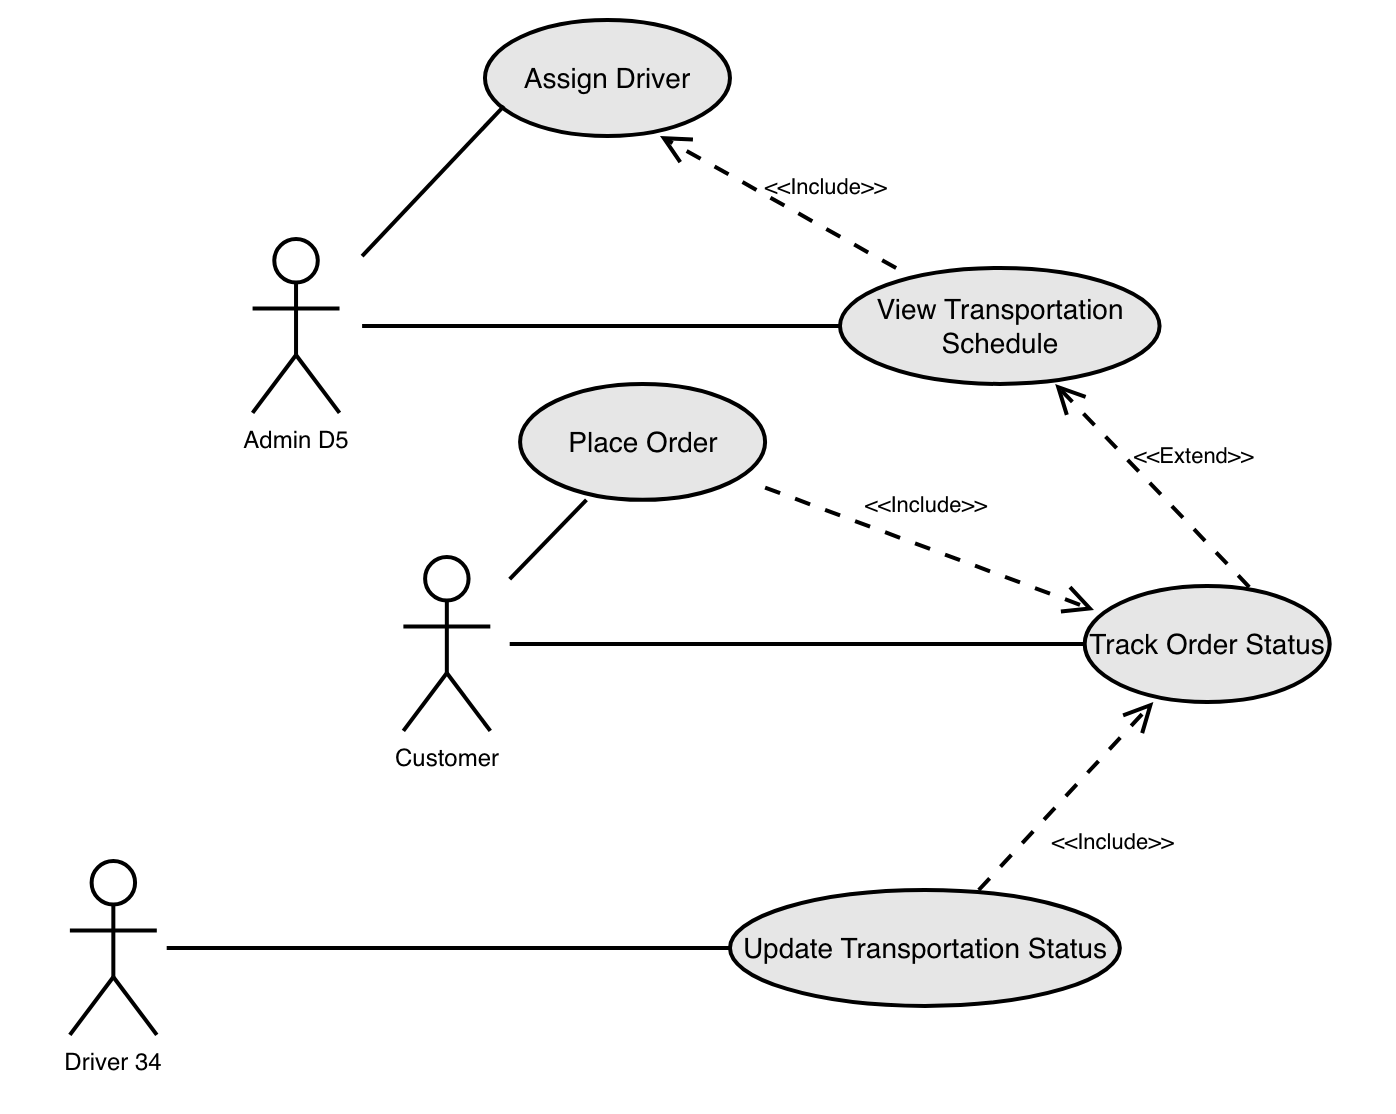 Assign Driver
<<Include>>
View Transportation
Schedule
Admin D5
Place Order
<<Extend>>
<<Include>>
Track Order Status
Customer
<<Include>>
Update Transportation Status
Driver 34